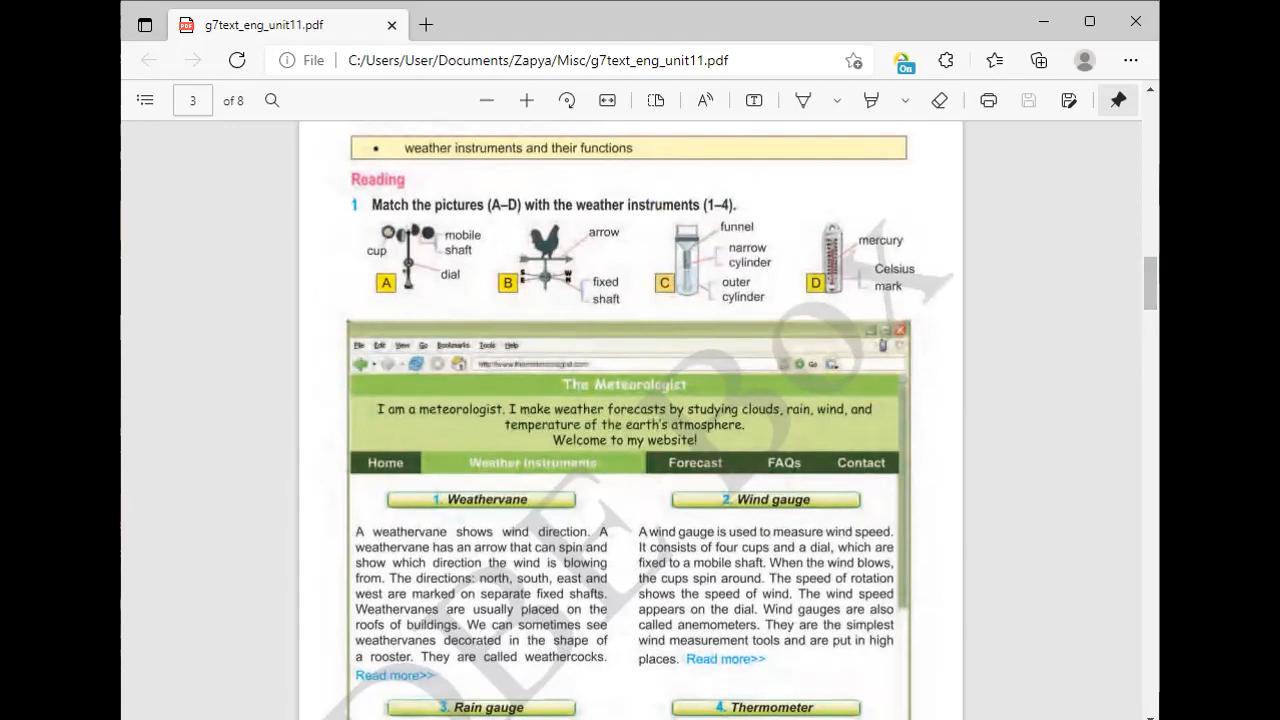 g7text_eng_unit11.pdf
File C:/Users/User/Documents/Zapya/Misc/g7text_eng_unit11.pdf
On
3 of 8
• weather instruments and their functions
Reading
1 Match the pictures (A–D) with the weather instruments (1–4).
cup
mobile shaft
dial
A
arrow
fixed shaft
B
funnel
narrow cylinder
outer cylinder
C
mercury
Celsius mark
D
File Edit View Go Bookmarks Tools Help
Go
The Meteorologist
I am a meteorologist. I make weather forecasts by studying clouds, rain, wind, and
temperature of the earth's atmosphere.
Welcome to my website!
Home Weather Instruments Forecast FAQs Contact
1. Weathervane
A weathervane shows wind direction. A
weathervane has an arrow that can spin and
show which direction the wind is blowing
from. The directions: north, south, east and
west are marked on separate fixed shafts.
Weathervanes are usually placed on the
roofs of buildings. We can sometimes see
weathervanes decorated in the shape of
a rooster. They are called weathercocks.
Read more>>
2. Wind gauge
A wind gauge is used to measure wind speed.
It consists of four cups and a dial, which are
fixed to a mobile shaft. When the wind blows,
the cups spin around. The speed of rotation
shows the speed of wind. The wind speed
appears on the dial. Wind gauges are also
called anemometers. They are the simplest
wind measurement tools and are put in high
places. Read more>>
3. Rain gauge
4. Thermometer